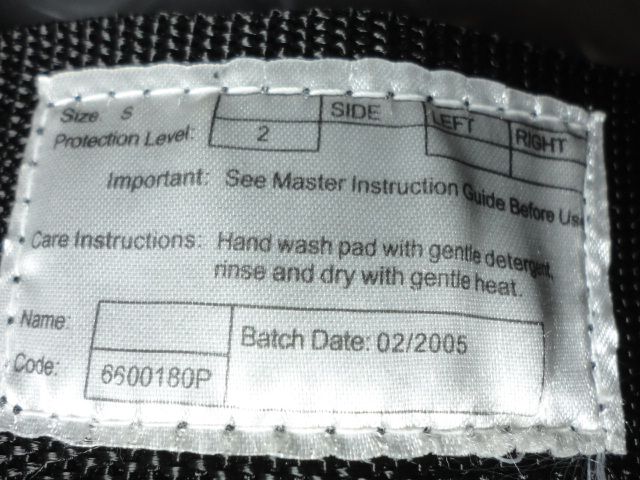 Size S SIDE LEFT RIGHT
Protection Level: 2
Important: See Master Instruction Guide Before
Care Instructions: Hand wash pad with gentle detergent,
rinse and dry with gentle heat.
Name: Batch Date: 02/2005
Code: 6600180P